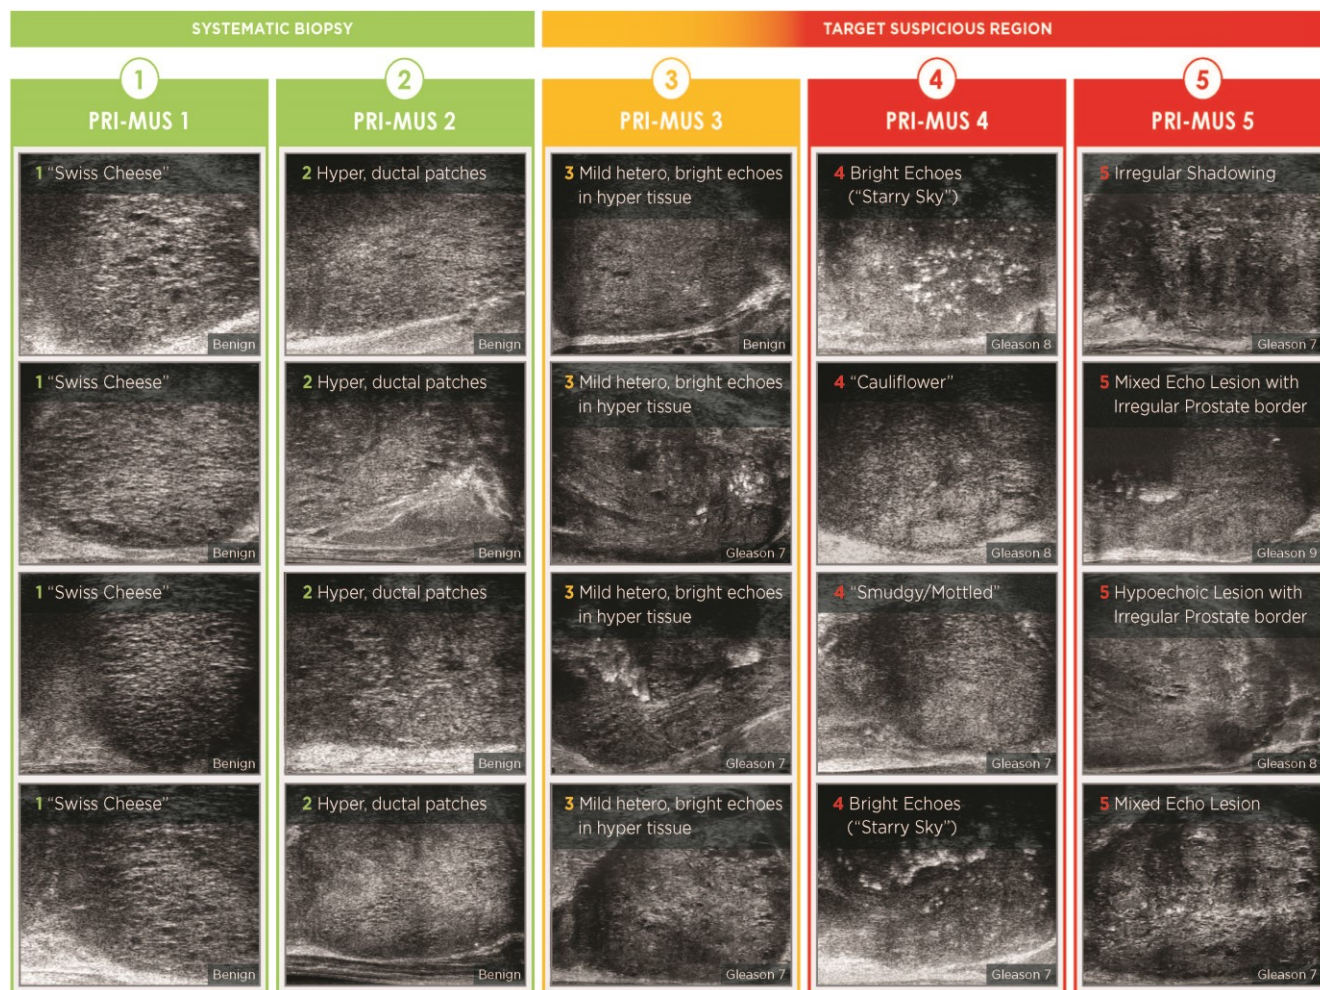 SYSTEMATIC BIOPSY
TARGET SUSPICIOUS REGION
1
PRI-MUS 1
2
PRI-MUS 2
3
PRI-MUS 3
4
PRI-MUS 4
5
PRI-MUS 5
1 “Swiss Cheese”
Benign
2 Hyper, ductal patches
Benign
3 Mild hetero, bright echoes
in hyper tissue
Benign
4 Bright Echoes
(“Starry Sky”)
Gleason 8
5 Irregular Shadowing
Gleason 7
1 “Swiss Cheese”
Benign
2 Hyper, ductal patches
Benign
3 Mild hetero, bright echoes
in hyper tissue
Gleason 7
4 “Cauliflower”
Gleason 8
5 Mixed Echo Lesion with
Irregular Prostate border
Gleason 9
1 “Swiss Cheese”
Benign
2 Hyper, ductal patches
Benign
3 Mild hetero, bright echoes
in hyper tissue
Gleason 7
4 “Smudgy/Mottled”
Gleason 7
5 Hypoechoic Lesion with
Irregular Prostate border
Gleason 8
1 “Swiss Cheese”
Benign
2 Hyper, ductal patches
Benign
3 Mild hetero, bright echoes
in hyper tissue
Gleason 7
4 Bright Echoes
(“Starry Sky”)
Gleason 7
5 Mixed Echo Lesion
Gleason 7